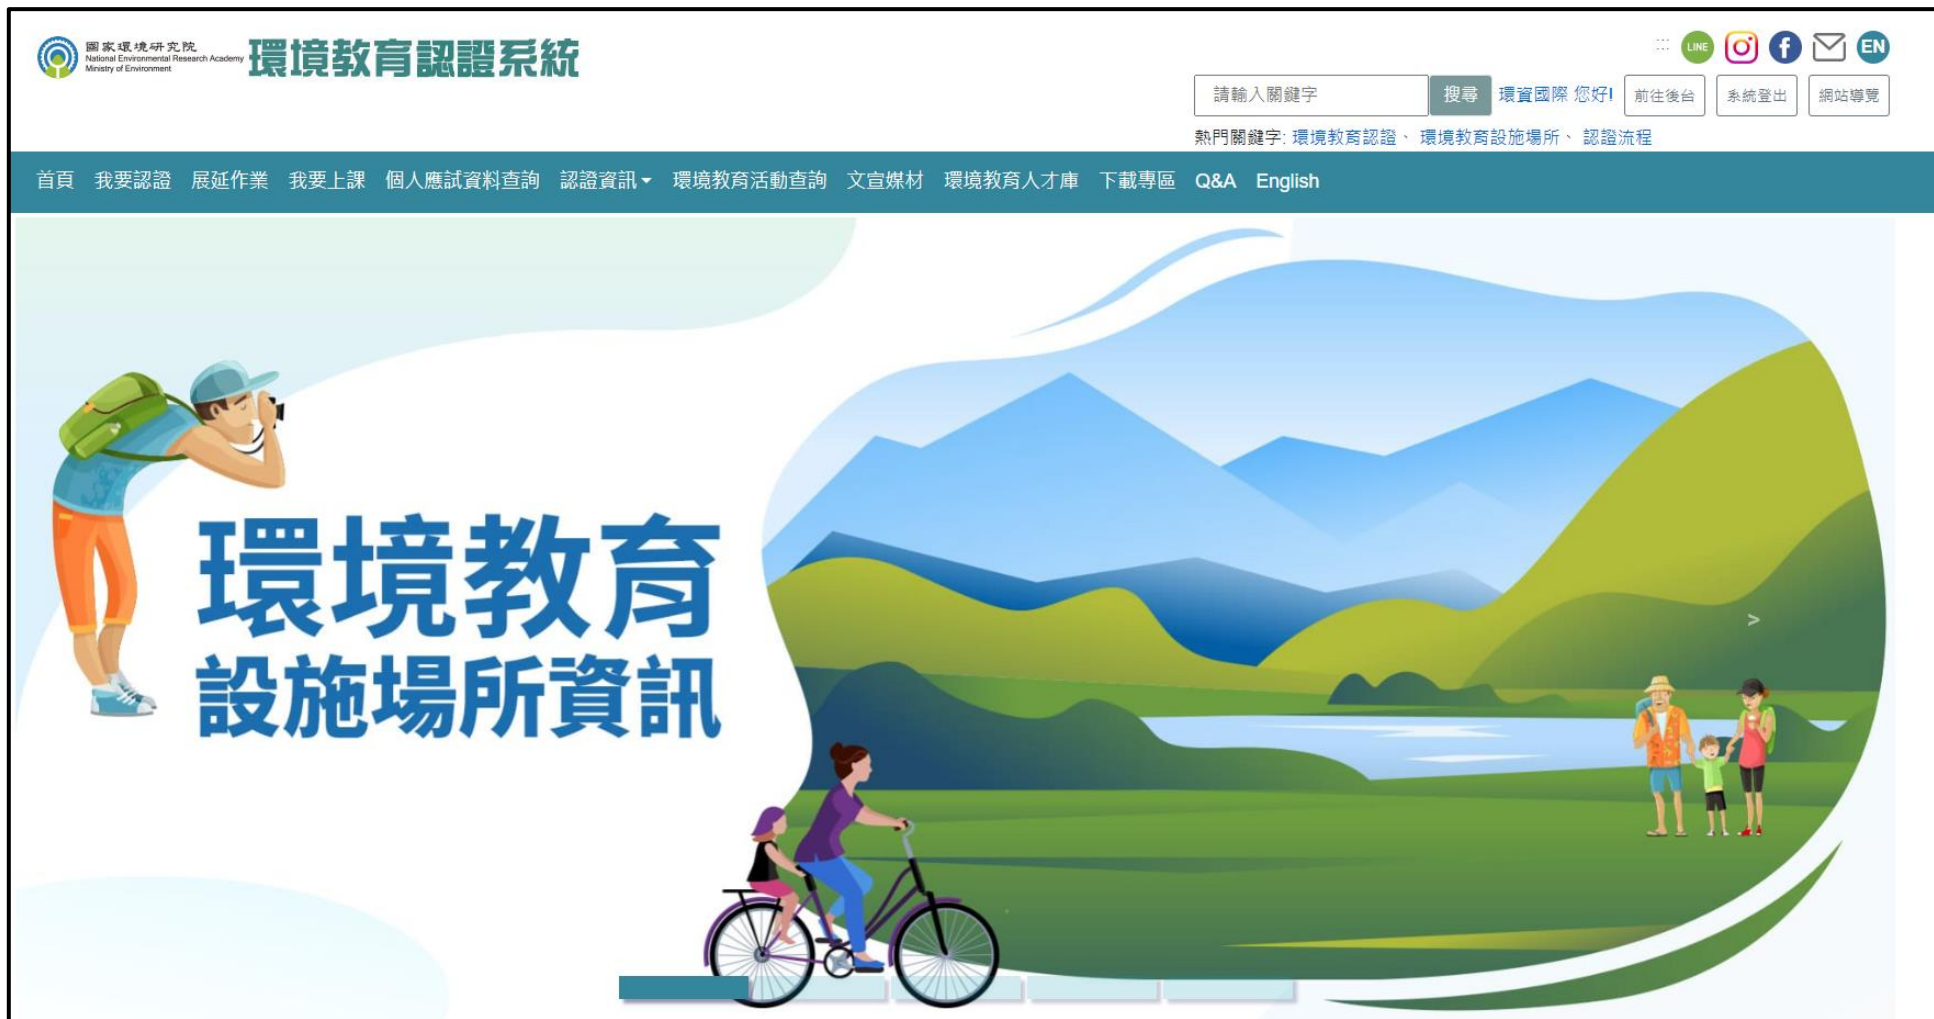 國家環境研究院
National Environmental Research Academy
Ministry of Environment
環境教育認證系統
LINE
EN
請輸入關鍵字 搜尋 環資國際 您好! 前往後台 系統登出 網站導覽
熱門關鍵字: 環境教育認證、 環境教育設施場所、 認證流程
首頁 我要認證 展延作業 我要上課 個人應試資料查詢 認證資訊 環境教育活動查詢 文宣媒材 環境教育人才庫 下載專區 Q&A English
環境教育
設施場所資訊